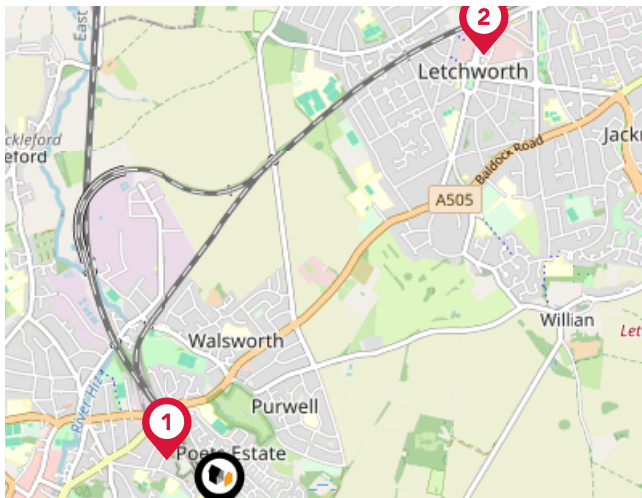 East
2
Letchworth
ckleford
eford
Jackm
Baldock Road
A505
Willian
Let
Walsworth
Purwell
River Hiz
1
Poets Estate